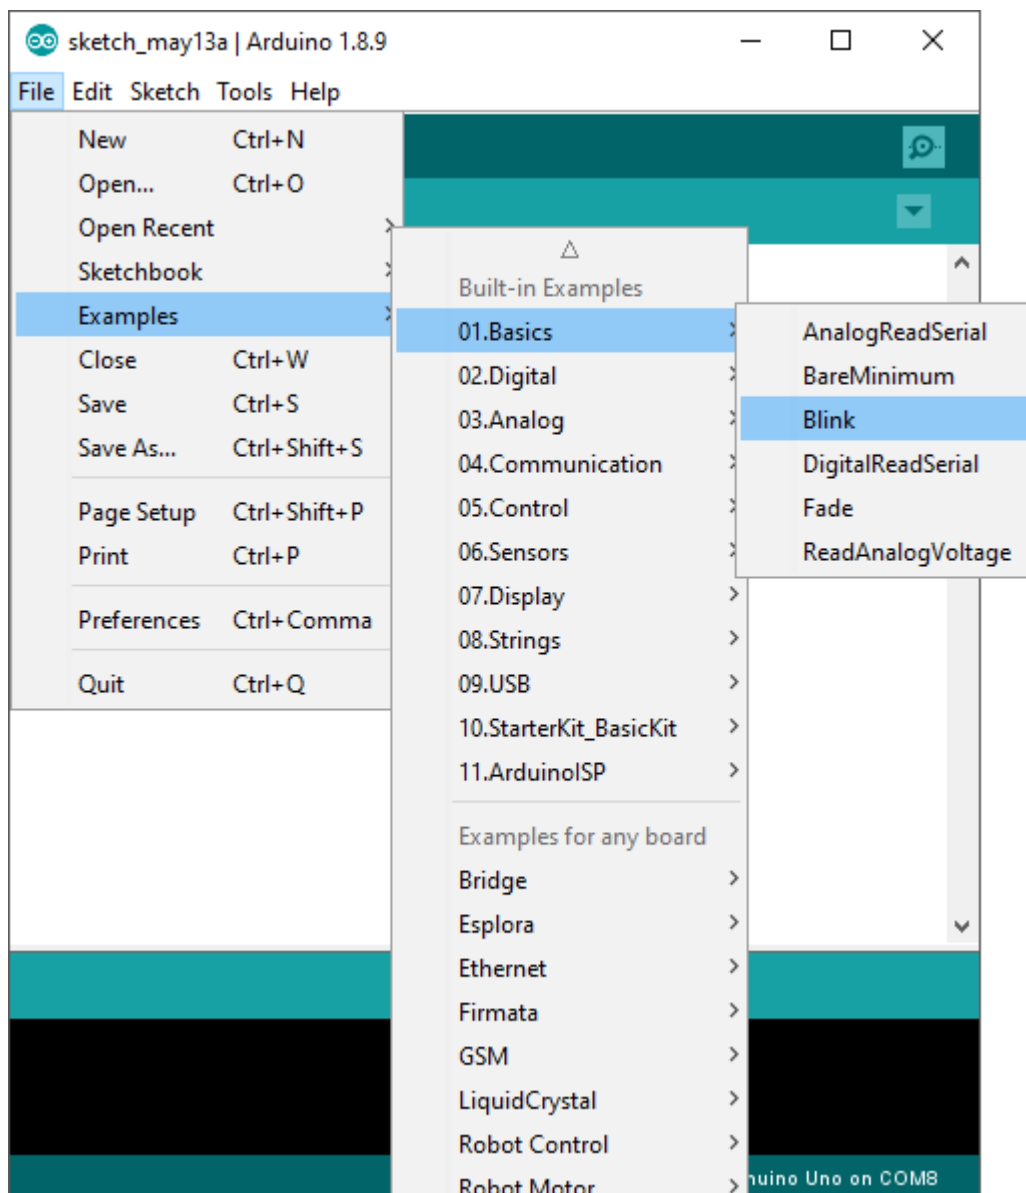 sketch_may13a | Arduino 1.8.9
File Edit Sketch Tools Help
New Ctrl+N
Open... Ctrl+O
Open Recent
Sketchbook
Examples
Close Ctrl+W
Save Ctrl+S
Save As... Ctrl+Shift+S
Page Setup Ctrl+Shift+P
Print Ctrl+P
Preferences Ctrl+Comma
Quit Ctrl+Q
Built-in Examples
01.Basics
02.Digital
03.Analog
04.Communication
05.Control
06.Sensors
07.Display
08.Strings
09.USB
10.StarterKit_BasicKit
11.ArduinoISP
Examples for any board
Bridge
Esplora
Ethernet
Firmata
GSM
LiquidCrystal
Robot Control
Robot Motor
AnalogReadSerial
BareMinimum
Blink
DigitalReadSerial
Fade
ReadAnalogVoltage
Uno on COM8